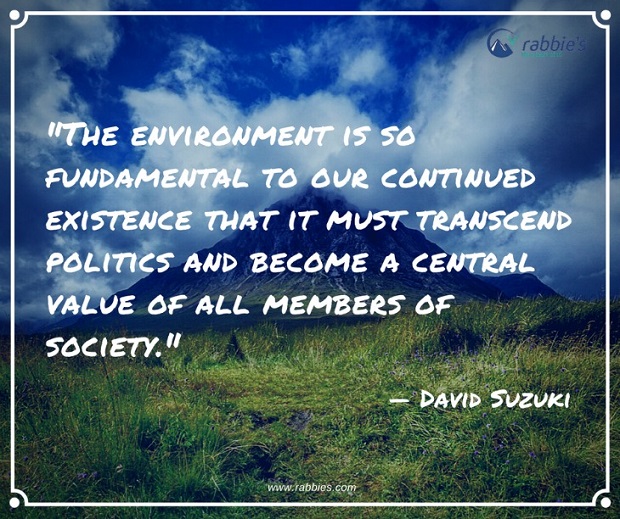 rabbie's
"The environment is so
fundamental to our continued
existence that it must transcend
politics and become a central
value of all members of
society."
— David Suzuki
www.rabbies.com